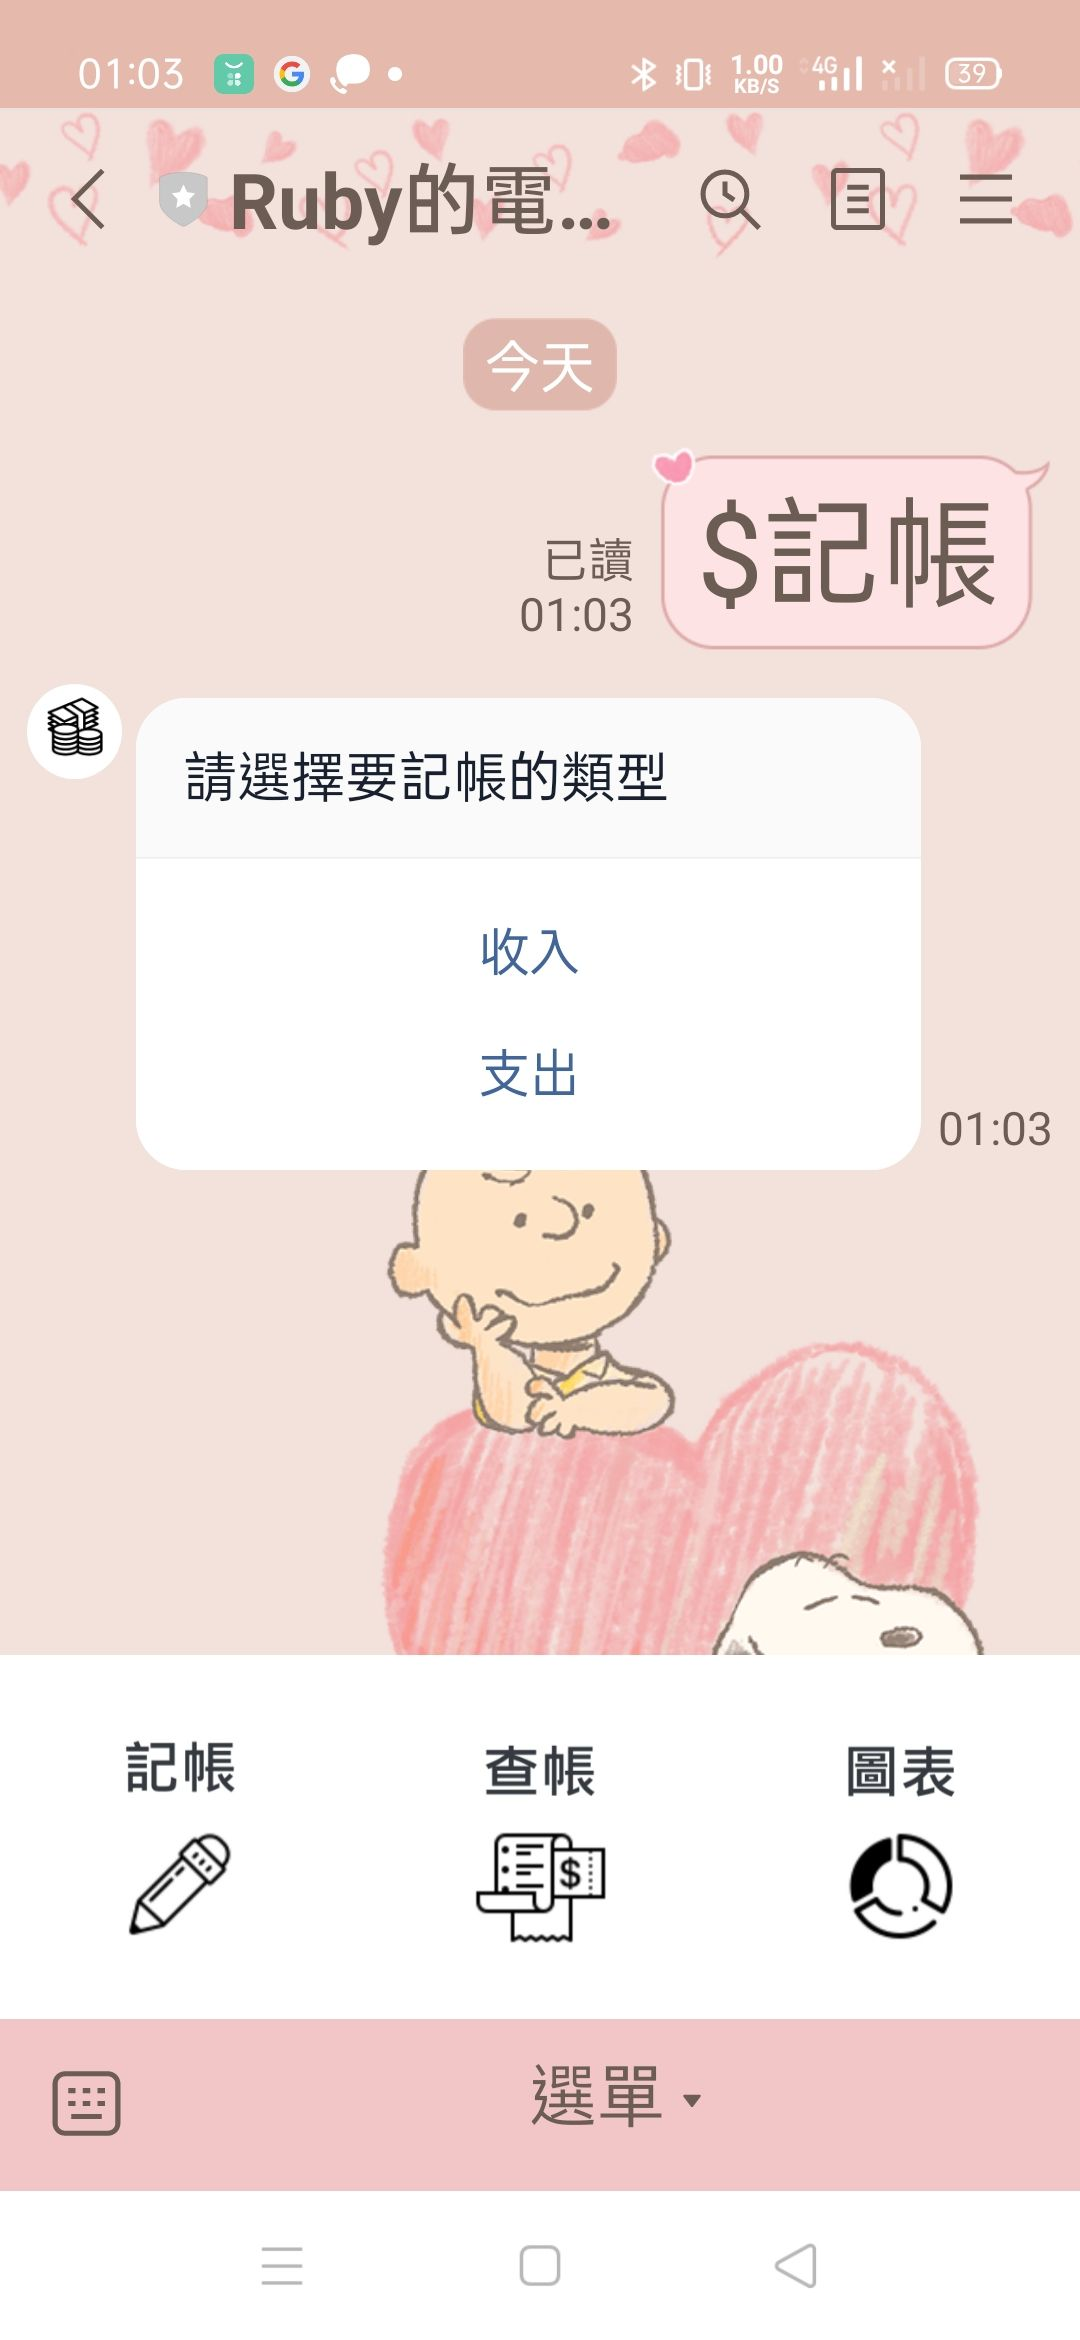 01:03 1.00 KB/S 4G 39
Ruby的電...
今天
$記帳
已讀
01:03
請選擇要記帳的類型
收入
支出
01:03
記帳 查帳 圖表
$
選單